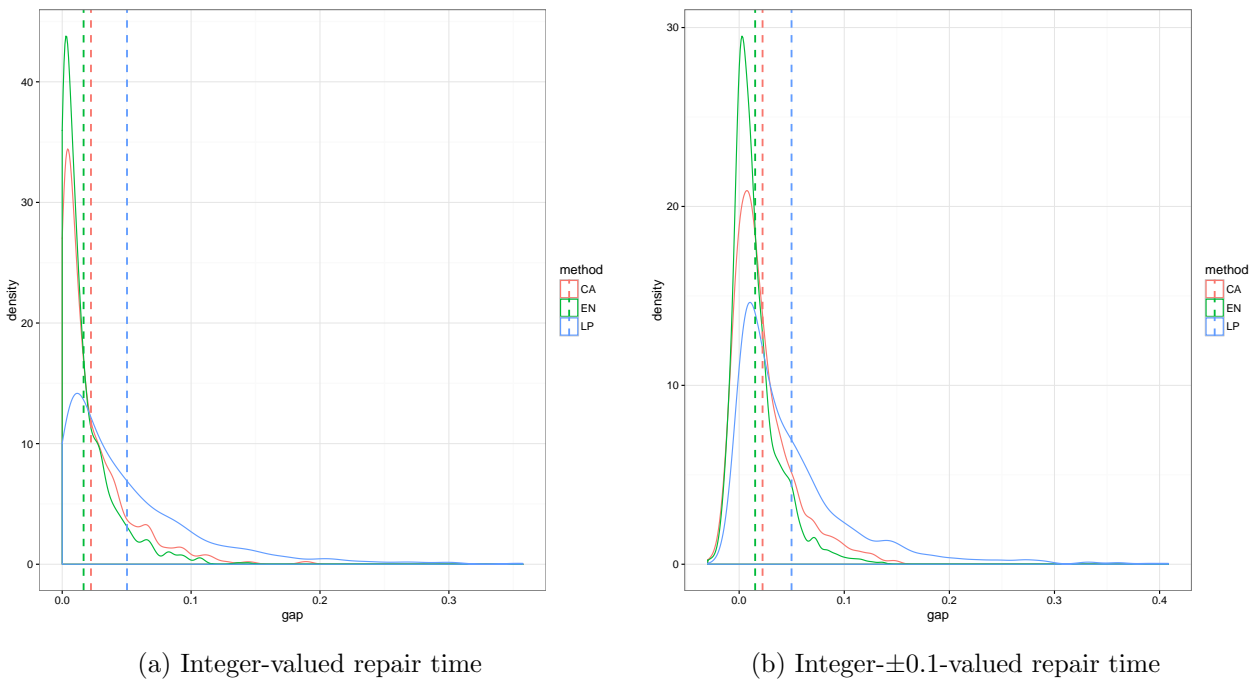 density
40
30
20
10
0
0.0 0.1 0.2 0.3
gap
method
CA
EN
LP
(a) Integer-valued repair time
density
30
20
10
0
0.0 0.1 0.2 0.3 0.4
gap
method
CA
EN
LP
(b) Integer-±0.1-valued repair time